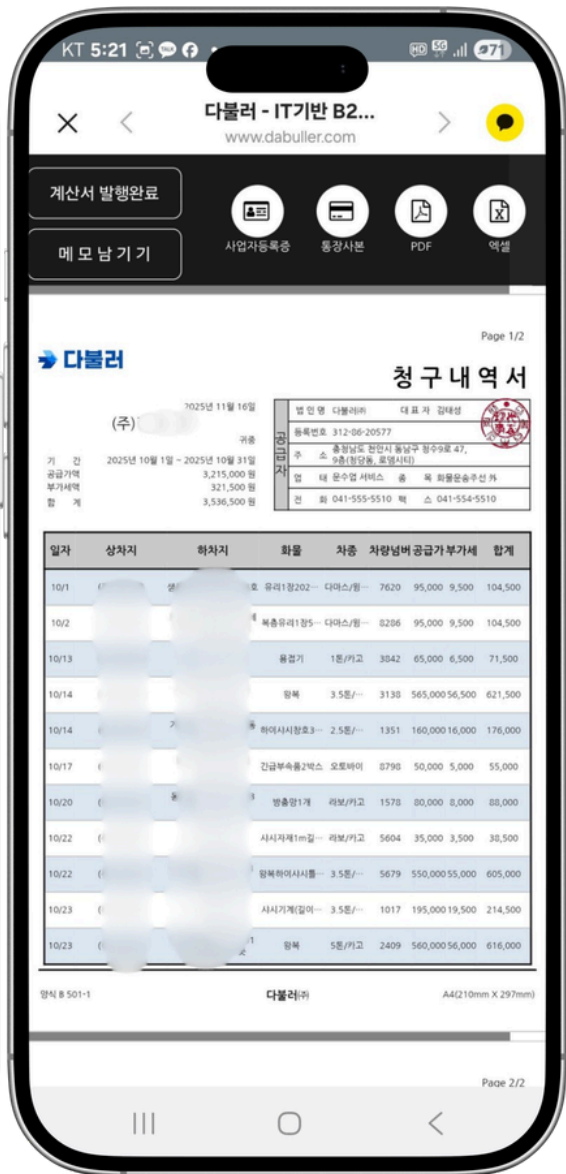 KT 5:21
HD 5G 71
다불러 - IT기반 B2...
www.dabuller.com
계산서 발행완료
메모남기기
사업자등록증 통장사본 PDF 엑셀
Page 1/2
다불러
청구내역서
2025년 11월 16일
(주)
귀중
기 간 2025년 10월 1일 ~ 2025년 10월 31일
공급가액 3,215,000 원
부가세액 321,500 원
합 계 3,536,500 원
공급자
법인명 다불러㈜ 대표자 김태성
등록번호 312-86-20577
주 소 충청남도 천안시 동남구 청수9로 47,
9층(청당동, 로뎀시티)
업 태 운수업 서비스 종 목 화물운송주선 外
전 화 041-555-5510 팩 스 041-554-5510
일자 상차지 하차지 화물 차종 차량넘버 공급가 부가세 합계
10/1 유리1장202··· 다마스/윙··· 7620 95,000 9,500 104,500
10/2 복층유리1장5··· 다마스/윙··· 8286 95,000 9,500 104,500
10/13 용접기 1톤/카고 3842 65,000 6,500 71,500
10/14 왕복 3.5톤/··· 3138 565,000 56,500 621,500
10/14 하이샤시창호3··· 2.5톤/··· 1351 160,000 16,000 176,000
10/17 긴급부속품2박스 오토바이 8798 50,000 5,000 55,000
10/20 방충망1개 라보/카고 1578 80,000 8,000 88,000
10/22 샤시자재1m길··· 라보/카고 5604 35,000 3,500 38,500
10/22 왕복하이샤시틀··· 3.5톤/··· 5679 550,000 55,000 605,000
10/23 샤시기계(길이··· 3.5톤/··· 1017 195,000 19,500 214,500
10/23 왕복 5톤/카고 2409 560,000 56,000 616,000
양식 B 501-1 다불러㈜ A4(210mm X 297mm)
Page 2/2